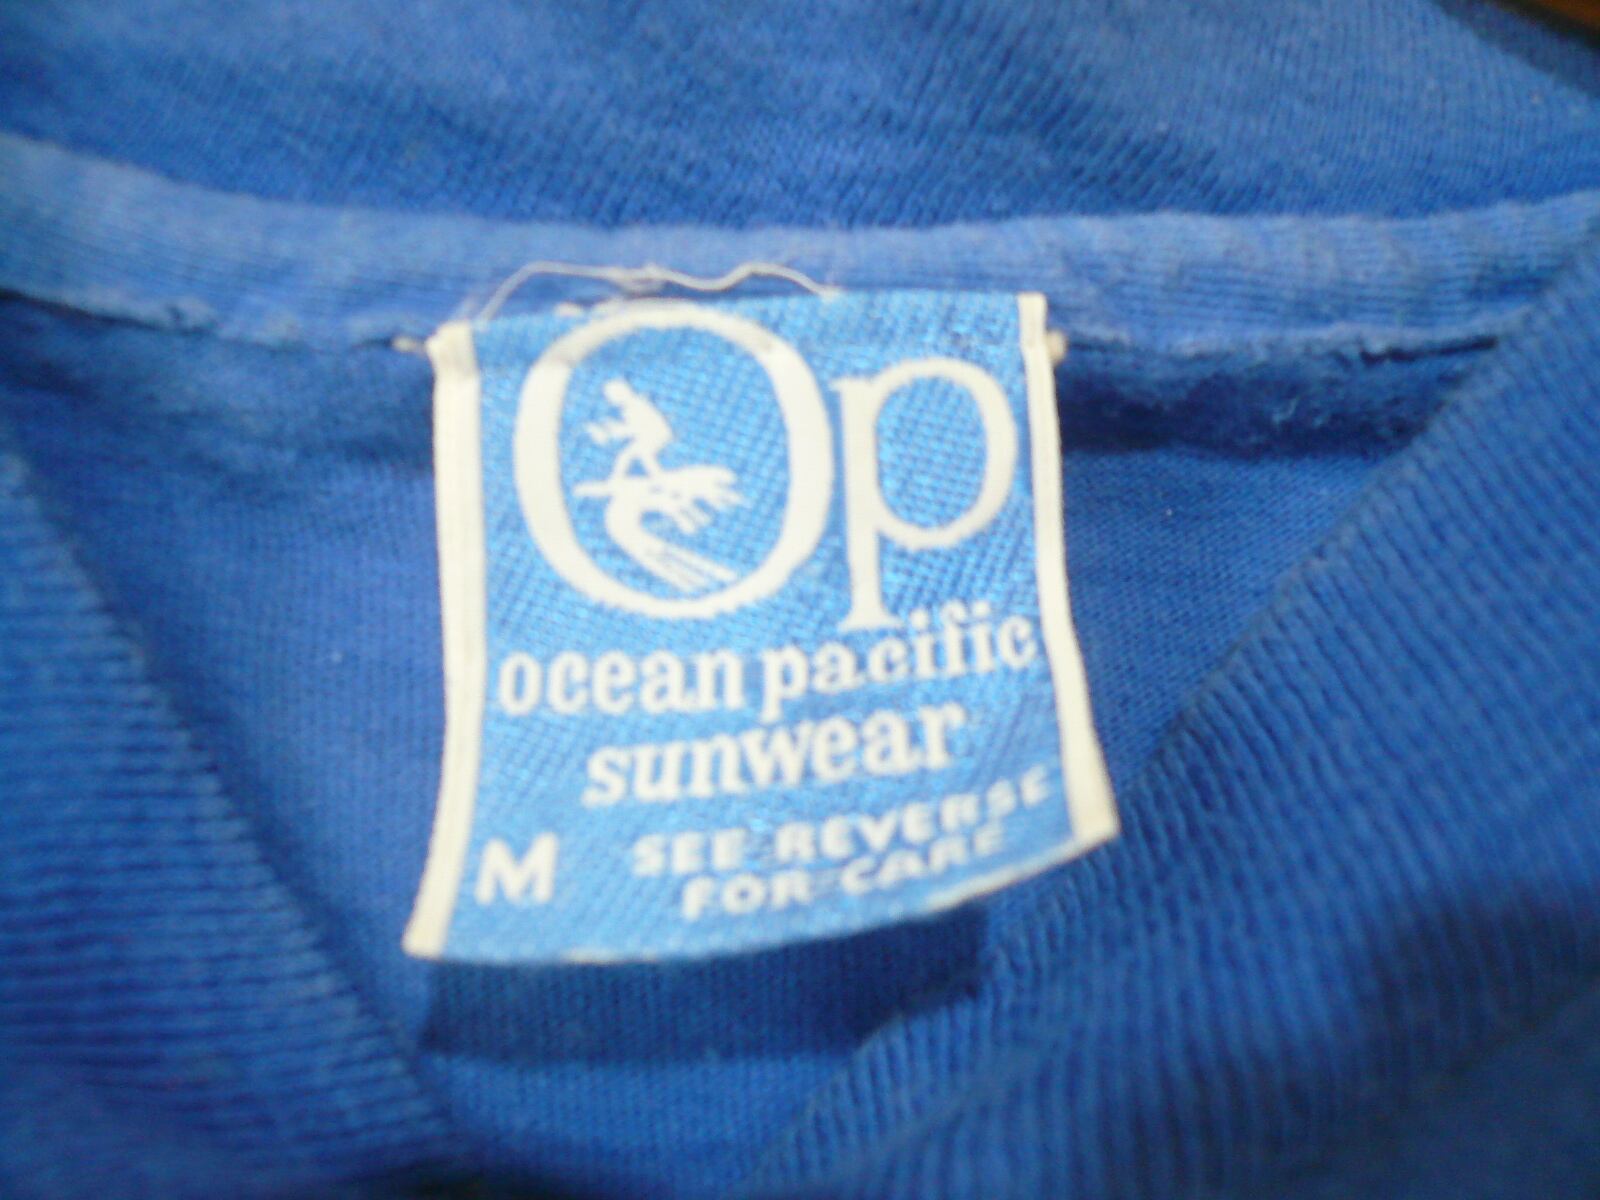 Op
ocean pacific
sunwear
M SEE REVERSE
FOR CARE